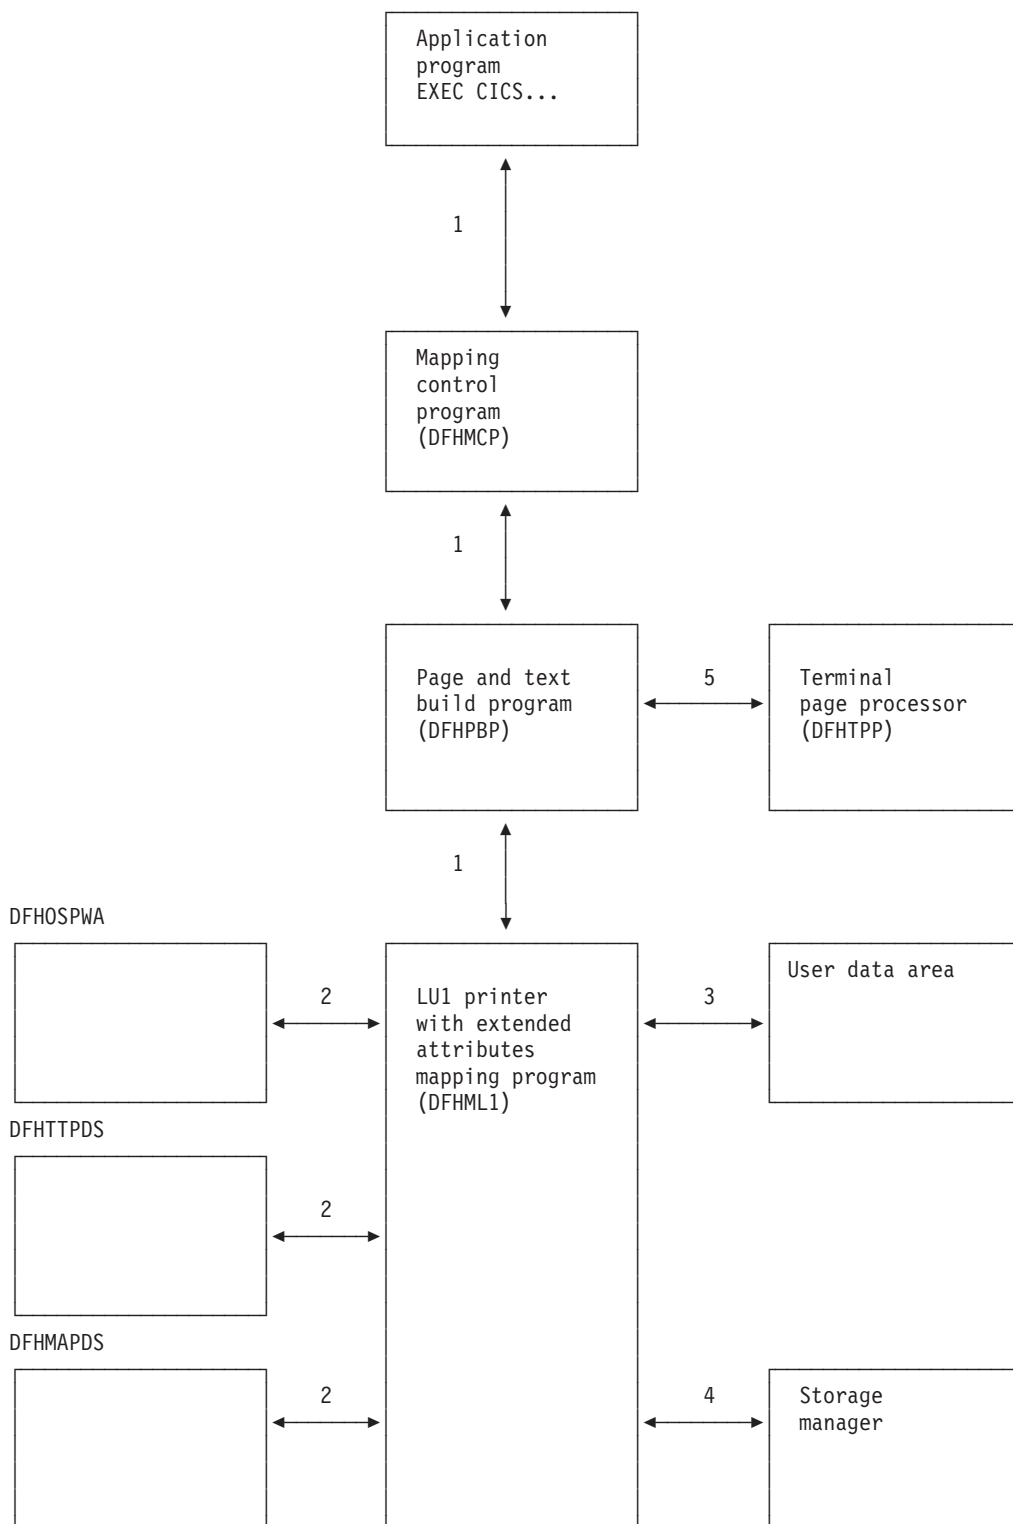 Application
program
EXEC CICS...
1
Mapping
control
program
(DFHMCP)
1
Page and text
build program
(DFHPBP)
5
Terminal
page processor
(DFHTPP)
1
DFHOSPWA
2
LU1 printer
with extended
attributes
mapping program
(DFHML1)
3
User data area
DFHTTPDS
2
DFHMAPDS
2
4
Storage
manager